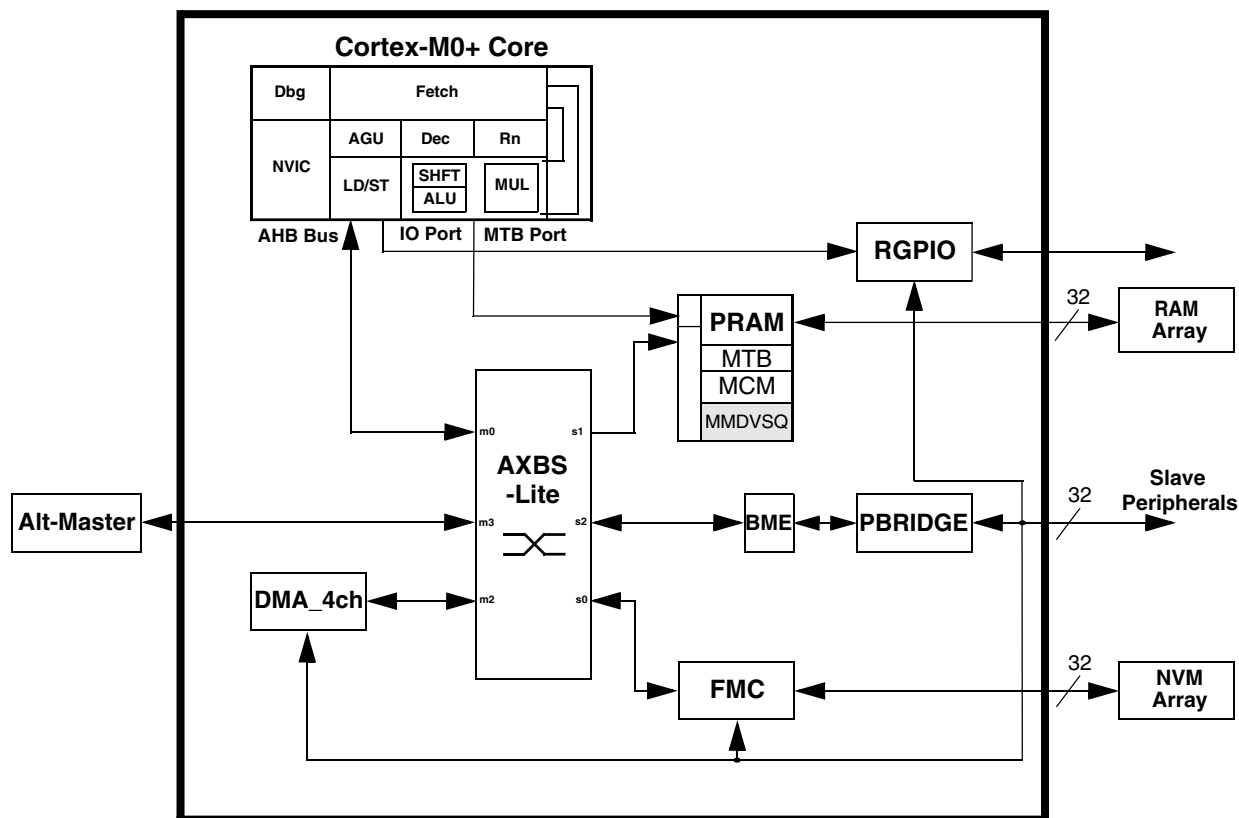 Cortex-M0+ Core
Dbg
Fetch
AGU
Dec
Rn
NVIC
LD/ST
SHFT
ALU
MUL
AHB Bus
IO Port
MTB Port
RGPIO
32
RAM
Array
PRAM
MTB
MCM
MMDVSQ
m0
s1
AXBS
-Lite
Alt-Master
m3
s2
BME
PBRIDGE
32
Slave
Peripherals
DMA_4ch
m2
s0
FMC
32
NVM
Array